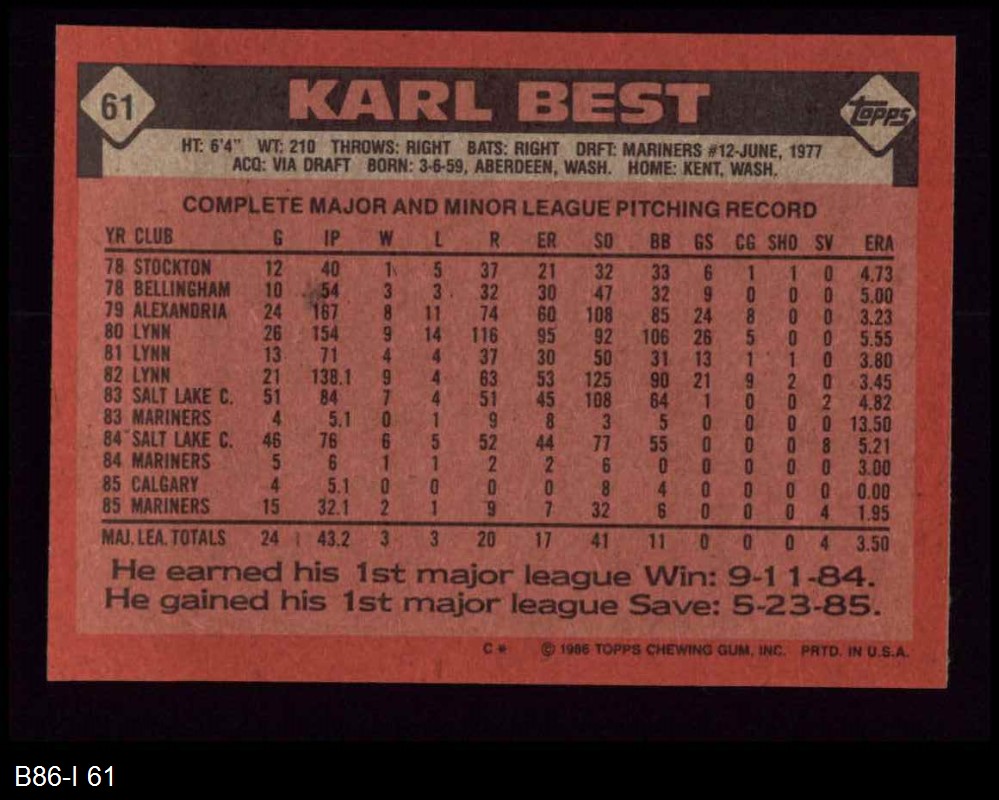 61 KARL BEST topps
HT: 6'4" WT: 210 THROWS: RIGHT BATS: RIGHT DRFT: MARINERS #12-JUNE, 1977
ACQ: VIA DRAFT BORN: 3-6-59, ABERDEEN, WASH. HOME: KENT, WASH.
COMPLETE MAJOR AND MINOR LEAGUE PITCHING RECORD
YR CLUB G IP W L R ER SO BB GS CG SHO SV ERA
78 STOCKTON 12 40 1 5 37 21 32 33 6 1 1 0 4.73
78 BELLINGHAM 10 54 3 3 32 30 47 32 9 0 0 0 5.00
79 ALEXANDRIA 24 167 8 11 74 60 108 85 24 8 0 0 3.23
80 LYNN 26 154 9 14 116 95 92 106 26 5 0 0 5.55
81 LYNN 13 71 4 4 37 30 50 31 13 1 1 0 3.80
82 LYNN 21 138.1 9 4 63 53 125 90 21 9 2 0 3.45
83 SALT LAKE C. 51 84 7 4 51 45 108 64 1 0 0 2 4.82
83 MARINERS 4 5.1 0 1 9 8 3 5 0 0 0 0 13.50
84 SALT LAKE C. 46 76 6 5 52 44 77 55 0 0 0 8 5.21
84 MARINERS 5 6 1 1 2 2 6 0 0 0 0 0 3.00
85 CALGARY 4 5.1 0 0 0 0 8 4 0 0 0 0 0.00
85 MARINERS 15 32.1 2 1 9 7 32 6 0 0 0 4 1.95
MAJ. LEA. TOTALS 24 43.2 3 3 20 17 41 11 0 0 0 4 3.50
He earned his 1st major league Win: 9-11-84.
He gained his 1st major league Save: 5-23-85.
C* © 1986 TOPPS CHEWING GUM, INC. PRTD. IN U.S.A.
B86-I 61